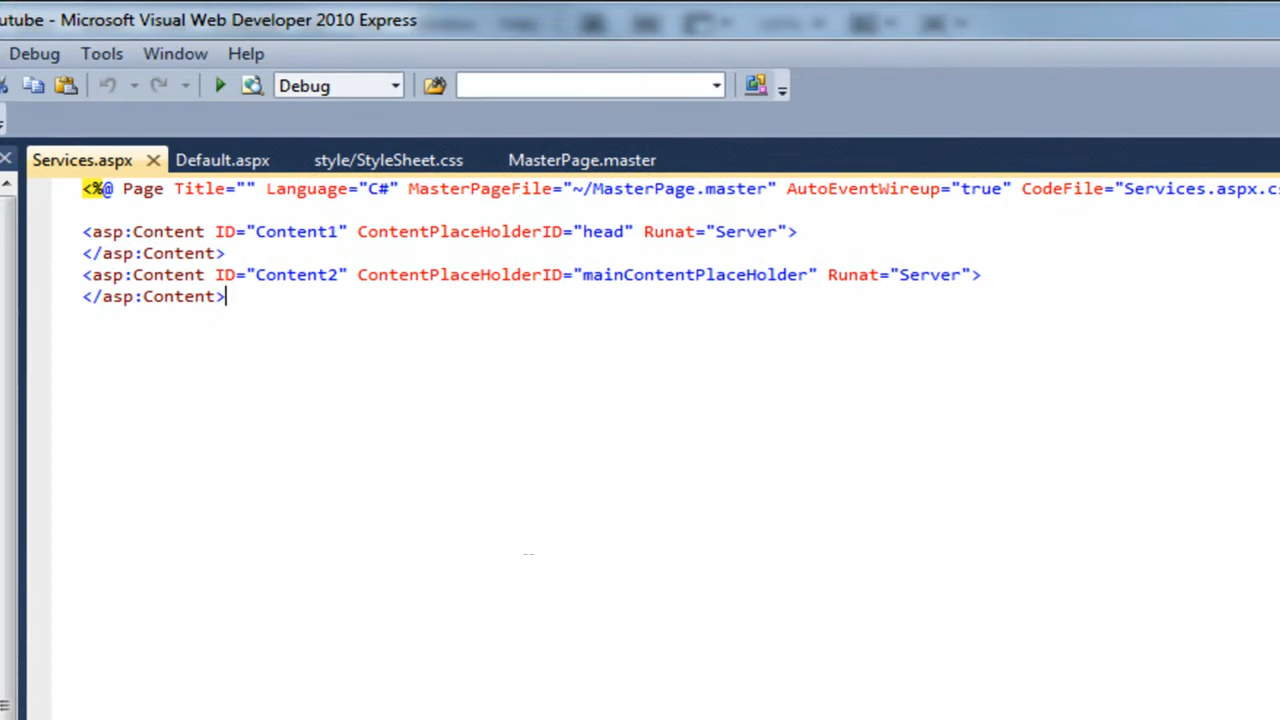 utube - Microsoft Visual Web Developer 2010 Express
Debug Tools Window Help
Debug
Services.aspx Default.aspx style/StyleSheet.css MasterPage.master
<%@ Page Title="" Language="C#" MasterPageFile="~/MasterPage.master" AutoEventWireup="true" CodeFile="Services.aspx.cs
<asp:Content ID="Content1" ContentPlaceHolderID="head" Runat="Server">
</asp:Content>
<asp:Content ID="Content2" ContentPlaceHolderID="mainContentPlaceHolder" Runat="Server">
</asp:Content>